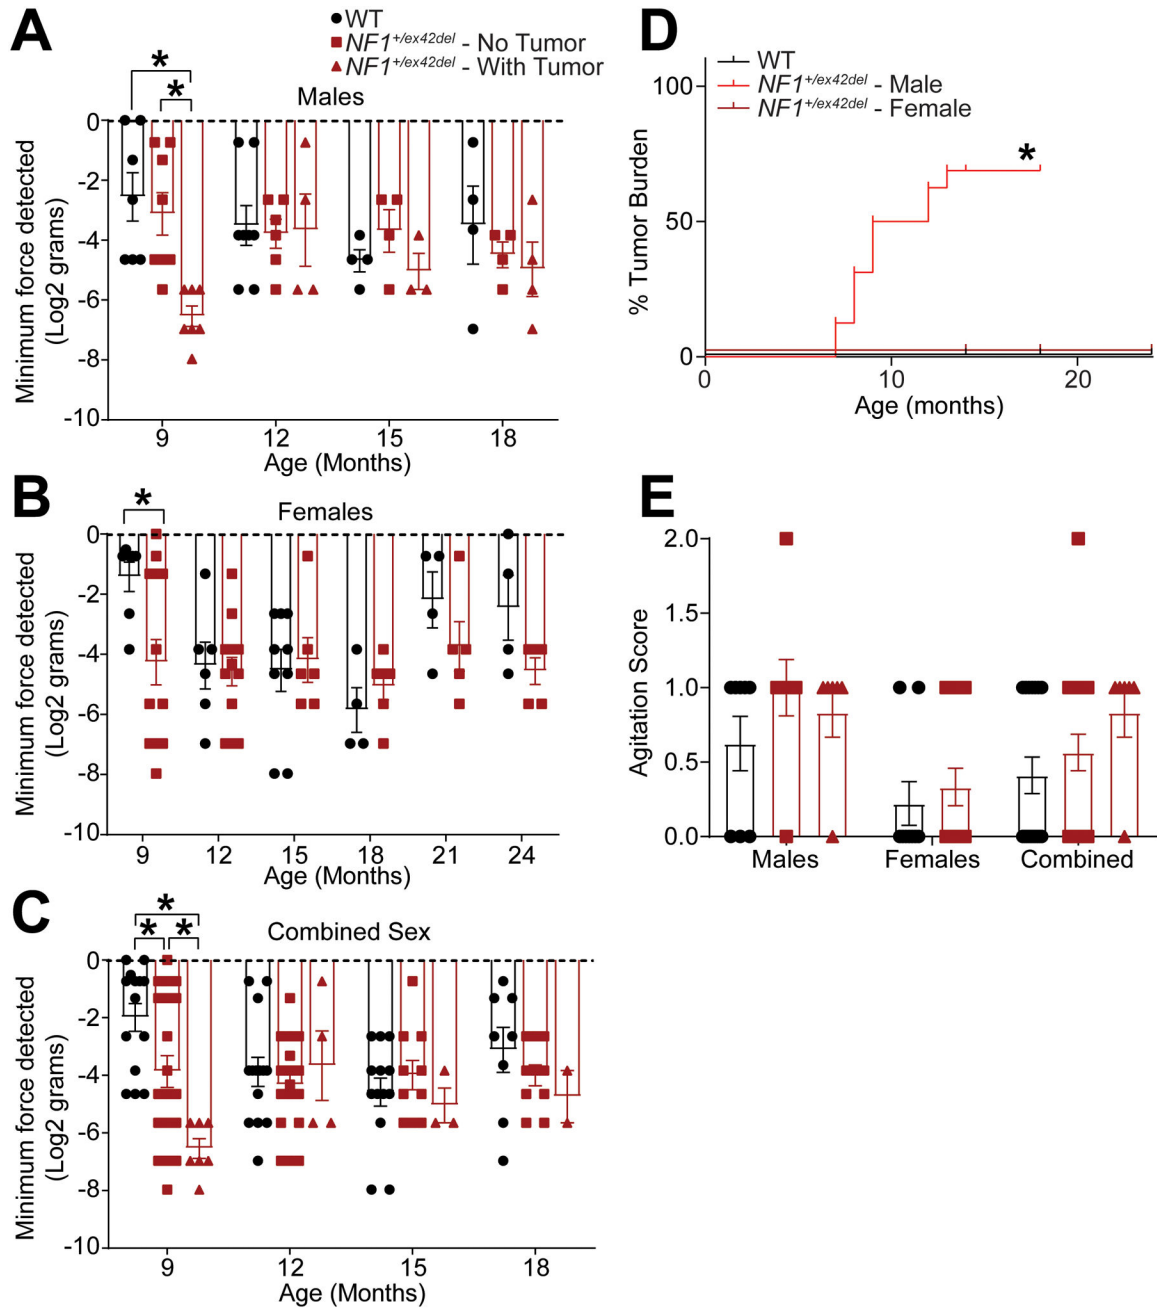 A
WT
NF1+/ex42del - No Tumor
NF1+/ex42del - With Tumor
*
*
Males
Minimum force detected
(Log2 grams)
0
-2
-4
-6
-8
-10
9 12 15 18
Age (Months)
B
*
Females
Minimum force detected
(Log2 grams)
0
-2
-4
-6
-8
-10
9 12 15 18 21 24
Age (Months)
C
*
* *
Combined Sex
Minimum force detected
(Log2 grams)
0
-2
-4
-6
-8
-10
9 12 15 18
Age (Months)
D
WT
NF1+/ex42del - Male
NF1+/ex42del - Female
*
% Tumor Burden
100
50
0
0 10 20
Age (months)
E
Agitation Score
2.0
1.5
1.0
0.5
0.0
Males Females Combined